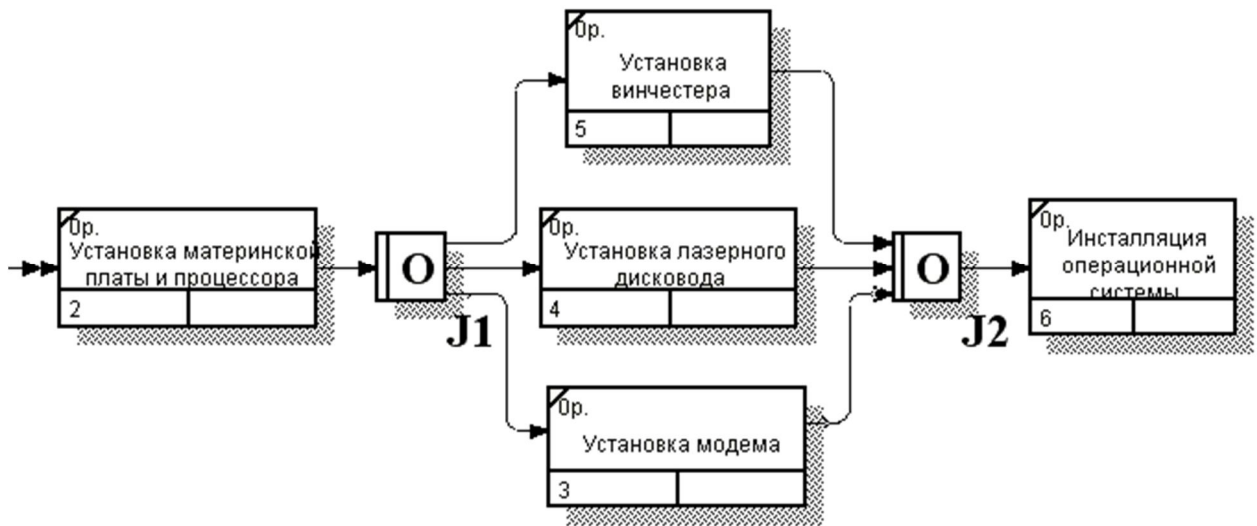 0р.
Установка
винчестера
5
0р.
Установка материнской
платы и процессора
2
O
J1
0р.
Установка лазерного
дисковода
4
O
J2
0р.
Инсталляция
операционной
системы
6
0р.
Установка модема
3